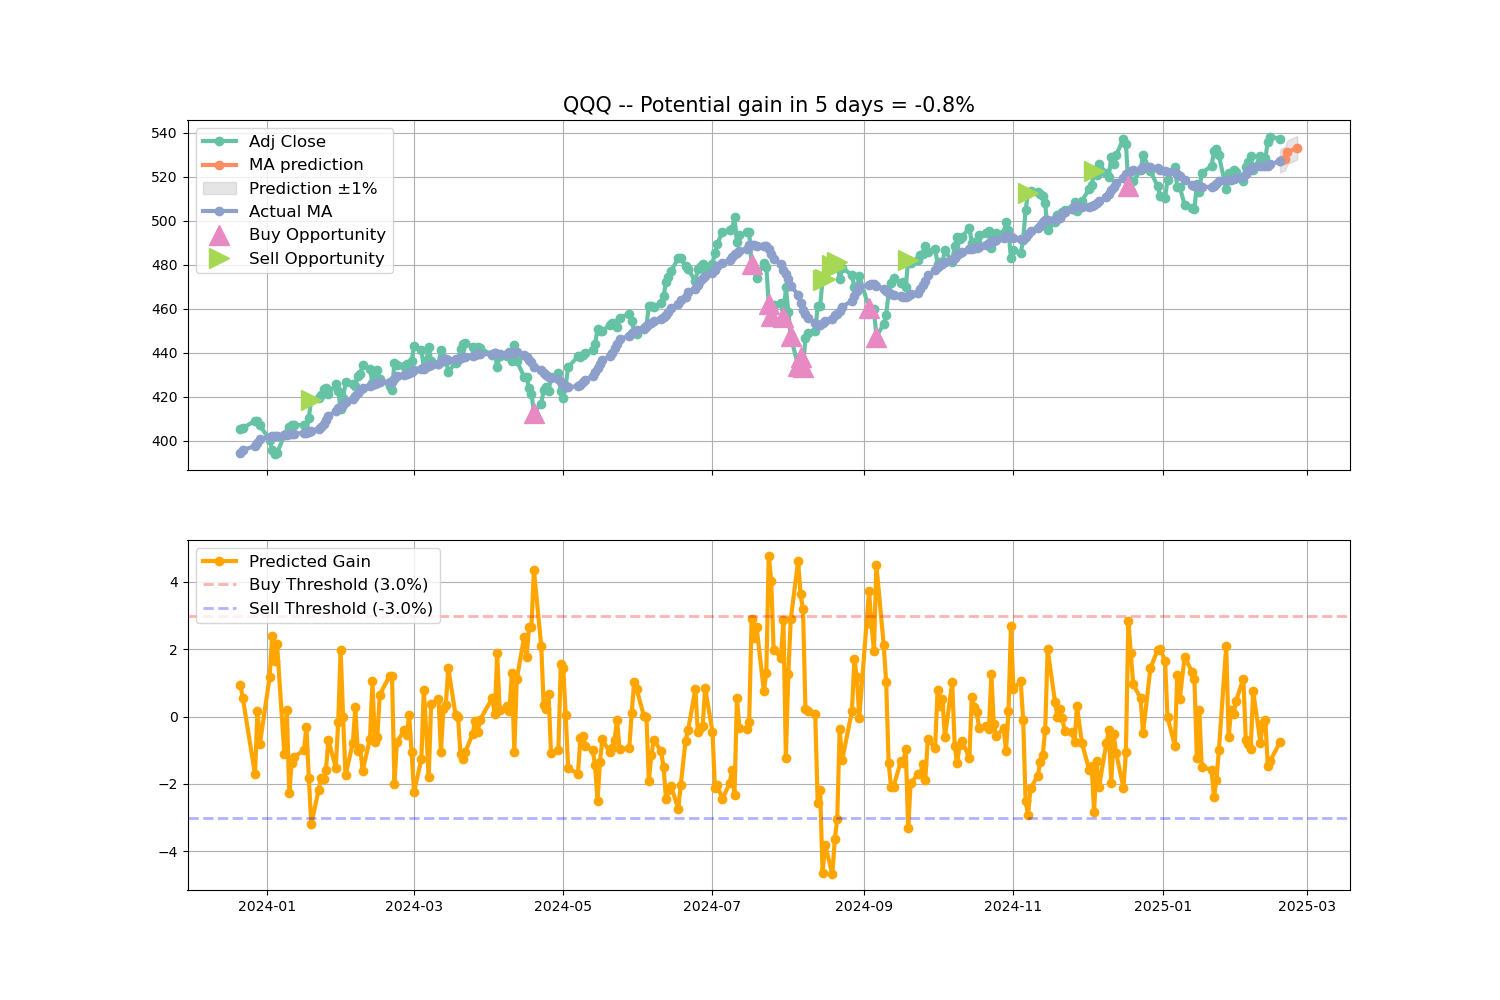 QQQ -- Potential gain in 5 days = -0.8%
Adj Close
MA prediction
Prediction ±1%
Actual MA
Buy Opportunity
Sell Opportunity
540
520
500
480
460
440
420
400
Predicted Gain
Buy Threshold (3.0%)
Sell Threshold (-3.0%)
4
2
0
−2
−4
2024-01
2024-03
2024-05
2024-07
2024-09
2024-11
2025-01
2025-03